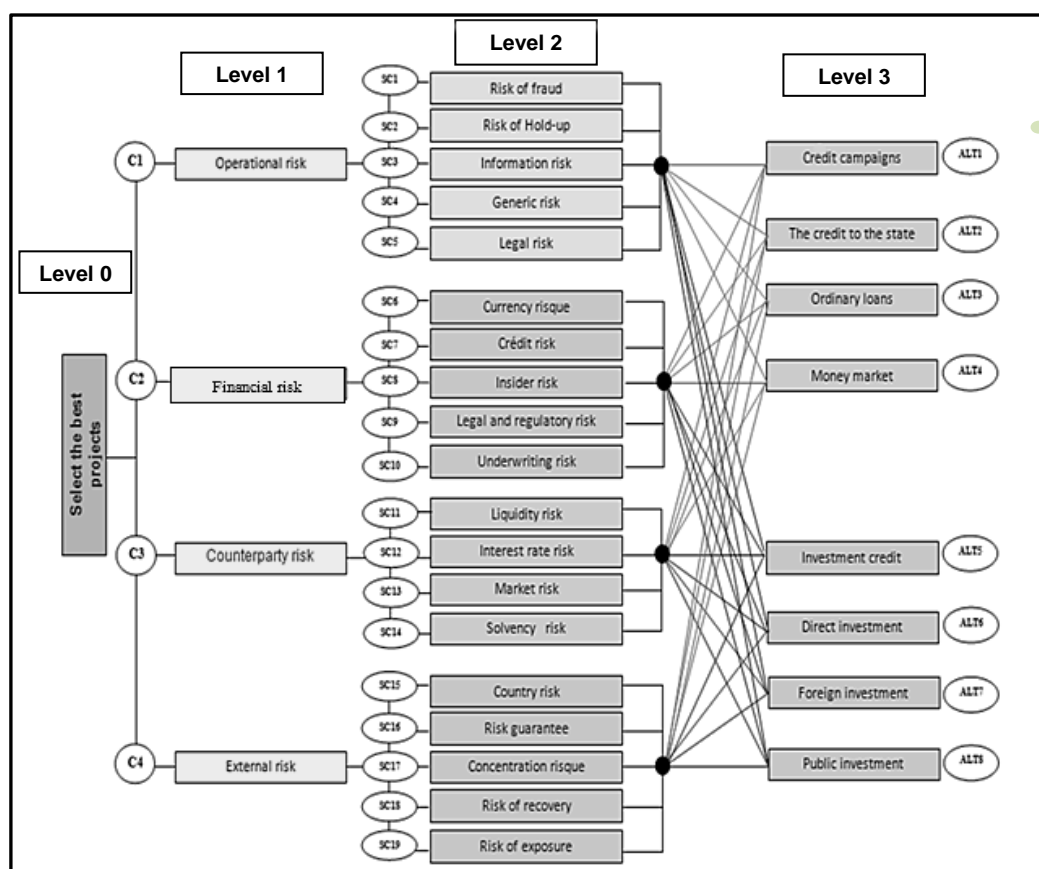 Level 0
Select the best
projects
Level 1
C1
Operational risk
C2
Financial risk
C3
Counterparty risk
C4
External risk
Level 2
SC1
Risk of fraud
SC2
Risk of Hold-up
SC3
Information risk
SC4
Generic risk
SC5
Legal risk
SC6
Currency risque
SC7
Crédit risk
SC8
Insider risk
SC9
Legal and regulatory risk
SC10
Underwriting risk
SC11
Liquidity risk
SC12
Interest rate risk
SC13
Market risk
SC14
Solvency risk
SC15
Country risk
SC16
Risk guarantee
SC17
Concentration risque
SC18
Risk of recovery
SC19
Risk of exposure
Level 3
Credit campaigns
ALT1
The credit to the state
ALT2
Ordinary loans
ALT3
Money market
ALT4
Investment credit
ALT5
Direct investment
ALT6
Foreign investment
ALT7
Public investment
ALT8